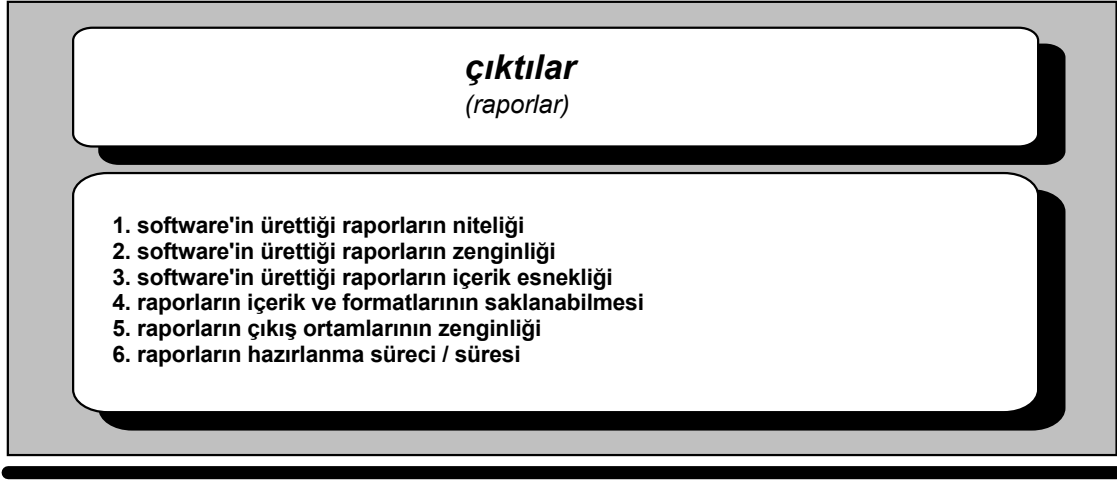 çıktılar
(raporlar)
1. software'in ürettiği raporların niteliği
2. software'in ürettiği raporların zenginliği
3. software'in ürettiği raporların içerik esnekliği
4. raporların içerik ve formatlarının saklanabilmesi
5. raporların çıkış ortamlarının zenginliği
6. raporların hazırlanma süreci / süresi